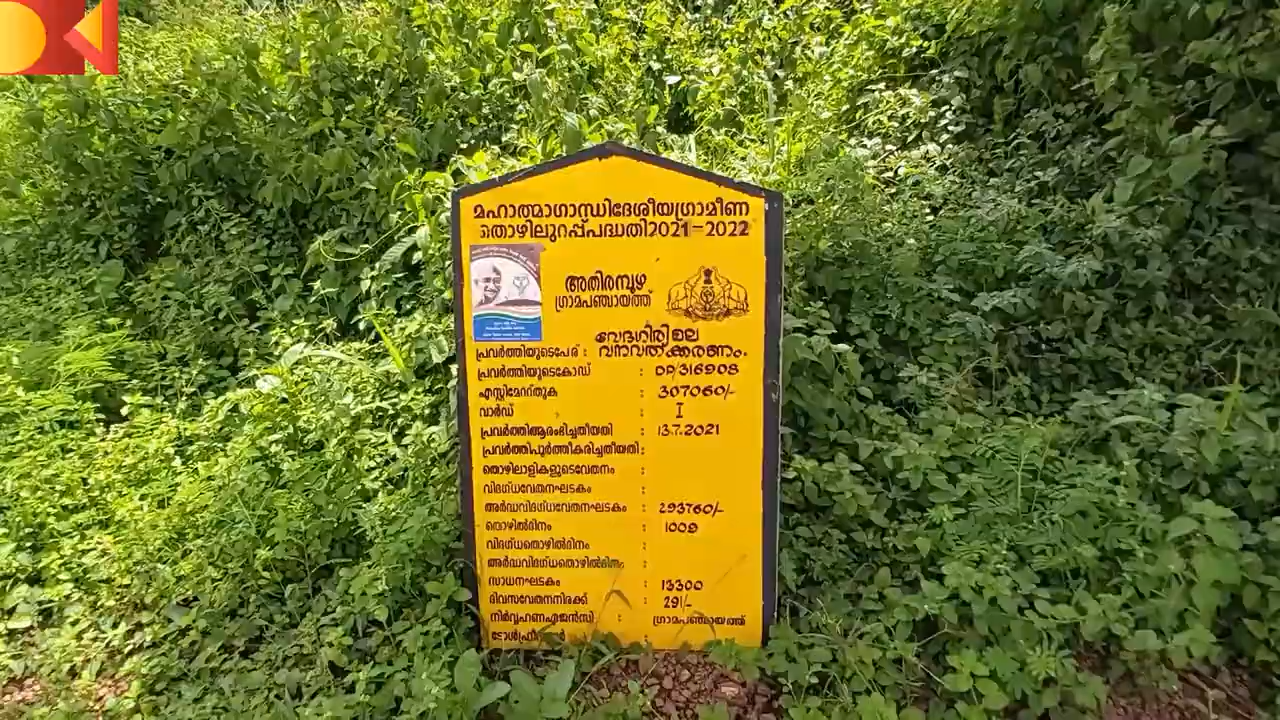 മഹാത്മാഗാന്ധിദേശീയഗ്രാമീണ
തൊഴിലുറപ്പ്പദ്ധതി2021-2022
അതിരമ്പുഴ
ഗ്രാമപഞ്ചായത്ത്
വേദഗിരിമല
പ്രവർത്തിയുടെപേര് : വനവത്ക്കരണം.
പ്രവർത്തിയുടെകോഡ് : DP/316908
എസ്റ്റിമേറ്റ്തുക : 307060/-
വാർഡ് : I
പ്രവർത്തിആരംഭിച്ചതീയതി : 13.7.2021
പ്രവർത്തിപൂർത്തീകരിച്ചതീയതി :
തൊഴിലാളികളുടെവേതനം :
വിദഗ്ധവേതനഘടകം :
അർദ്ധവിദഗ്ധവേതനഘടകം : 293760/-
തൊഴിൽദിനം : 1009
വിദഗ്ധതൊഴിൽദിനം :
അർദ്ധവിദഗ്ധതൊഴിൽദിനം :
സാധനഘടകം : 13300
ദിവസവേതനനിരക്ക് : 291/-
നിർവ്വഹണഏജൻസി : ഗ്രാമപഞ്ചായത്ത്